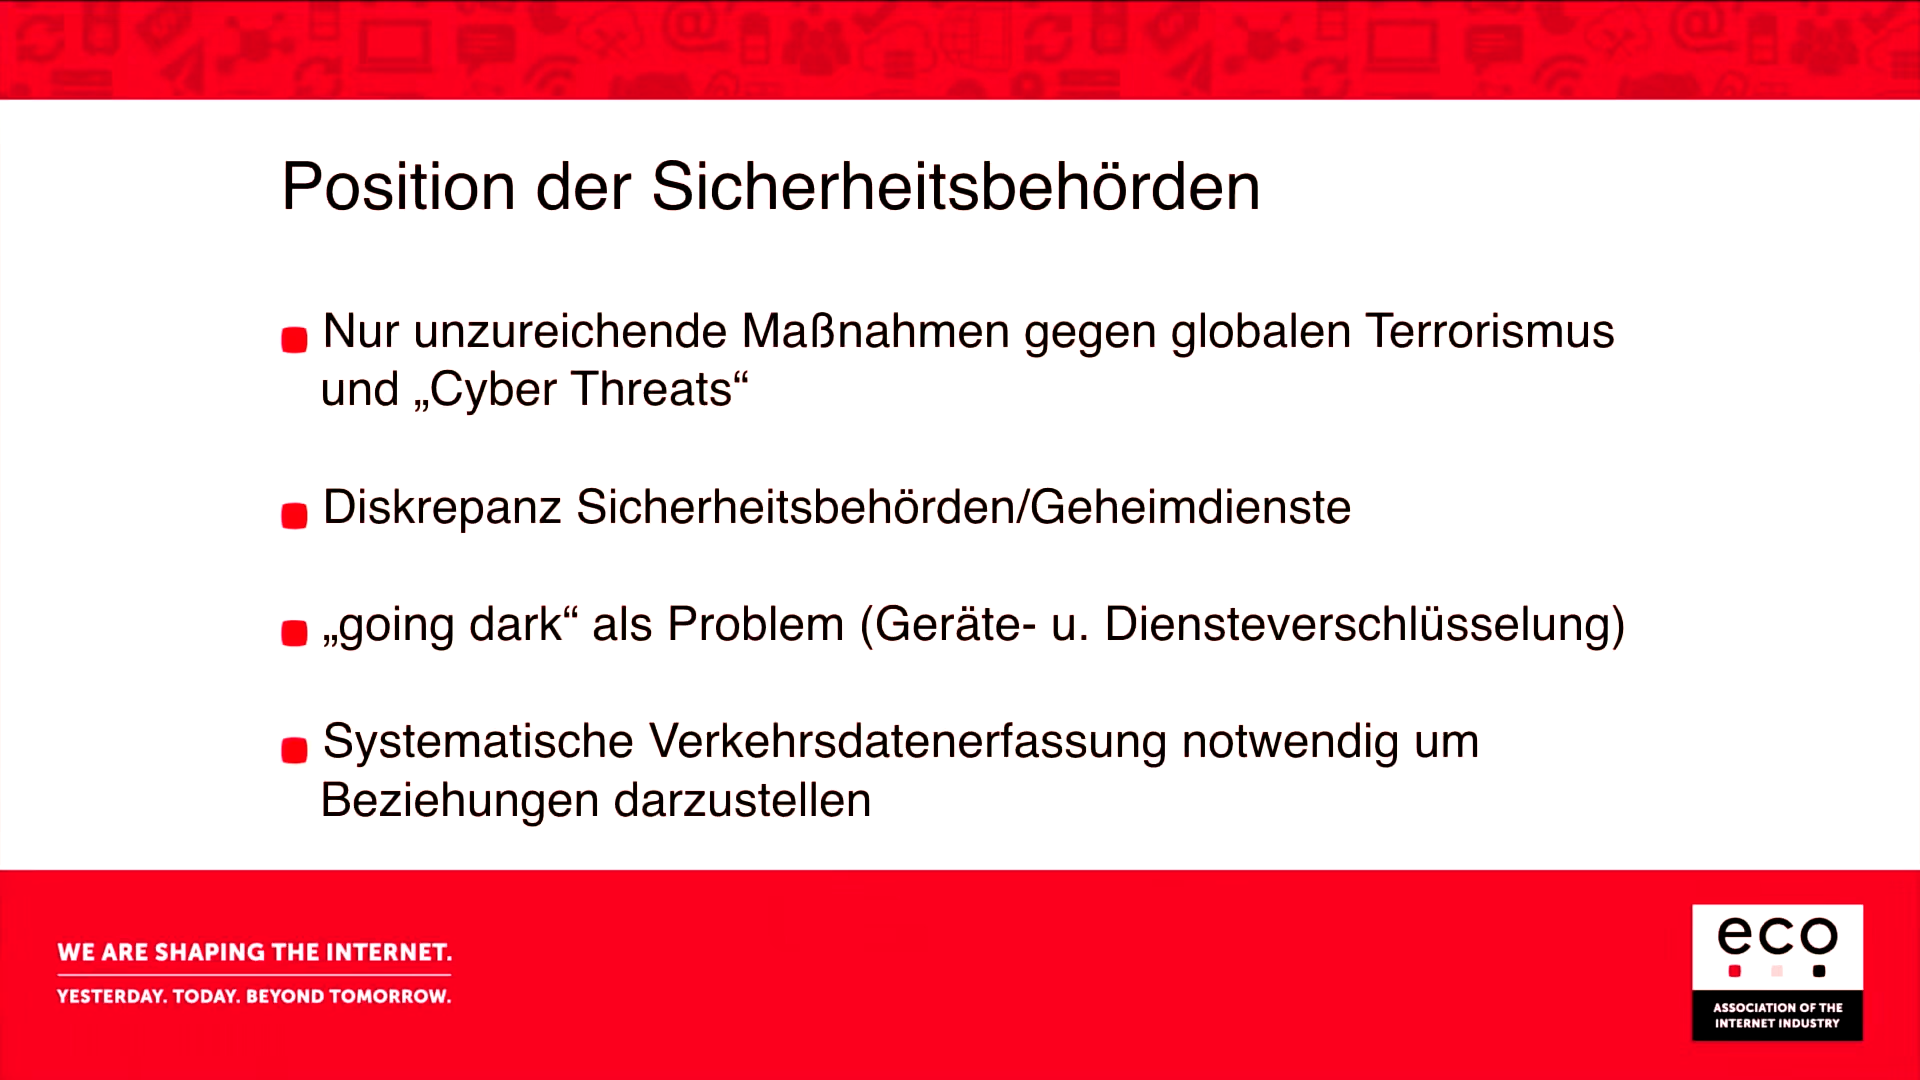 Position der Sicherheitsbehörden
Nur unzureichende Maßnahmen gegen globalen Terrorismus
und „Cyber Threats“
Diskrepanz Sicherheitsbehörden/Geheimdienste
„going dark“ als Problem (Geräte- u. Diensteverschlüsselung)
Systematische Verkehrsdatenerfassung notwendig um
Beziehungen darzustellen
WE ARE SHAPING THE INTERNET.
YESTERDAY. TODAY. BEYOND TOMORROW.
eco
ASSOCIATION OF THE
INTERNET INDUSTRY